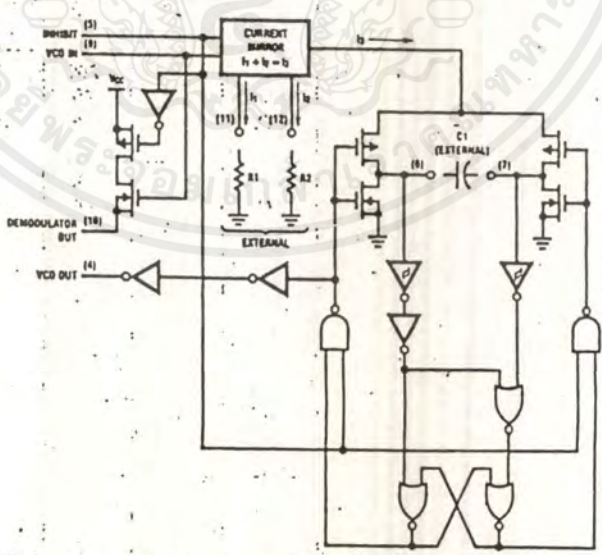 INHIBIT (5)
VCO IN (9)
VCC
CURRENT
MIRROR
I1 + I2 = I3
I3
I1
I2
(11)
(12)
R1
R2
EXTERNAL
C1
(EXTERNAL)
(6)
(7)
DEMODULATOR (10)
OUT
VCO OUT (4)